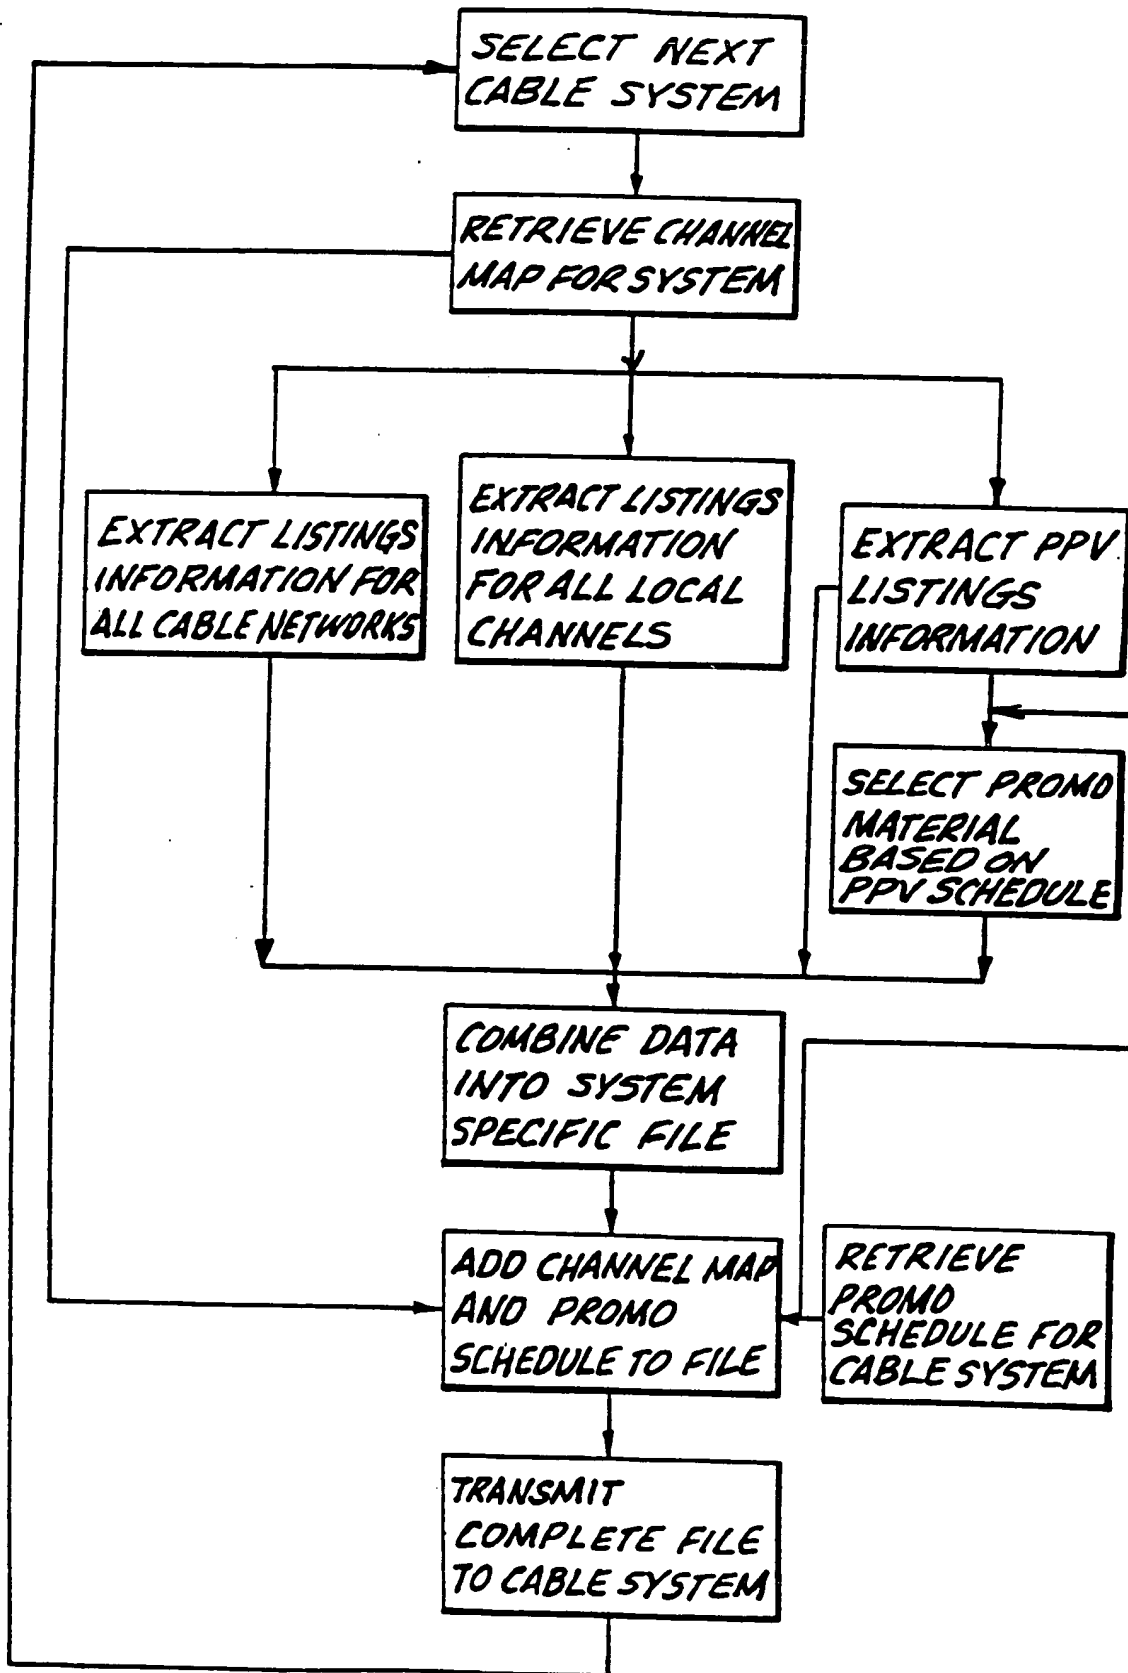 SELECT NEXT
CABLE SYSTEM
RETRIEVE CHANNEL
MAP FOR SYSTEM
EXTRACT LISTINGS
INFORMATION FOR
ALL CABLE NETWORKS
EXTRACT LISTINGS
INFORMATION
FOR ALL LOCAL
CHANNELS
EXTRACT PPV
LISTINGS
INFORMATION
SELECT PROMO
MATERIAL
BASED ON
PPV SCHEDULE
COMBINE DATA
INTO SYSTEM
SPECIFIC FILE
ADD CHANNEL MAP
AND PROMO
SCHEDULE TO FILE
RETRIEVE
PROMO
SCHEDULE FOR
CABLE SYSTEM
TRANSMIT
COMPLETE FILE
TO CABLE SYSTEM